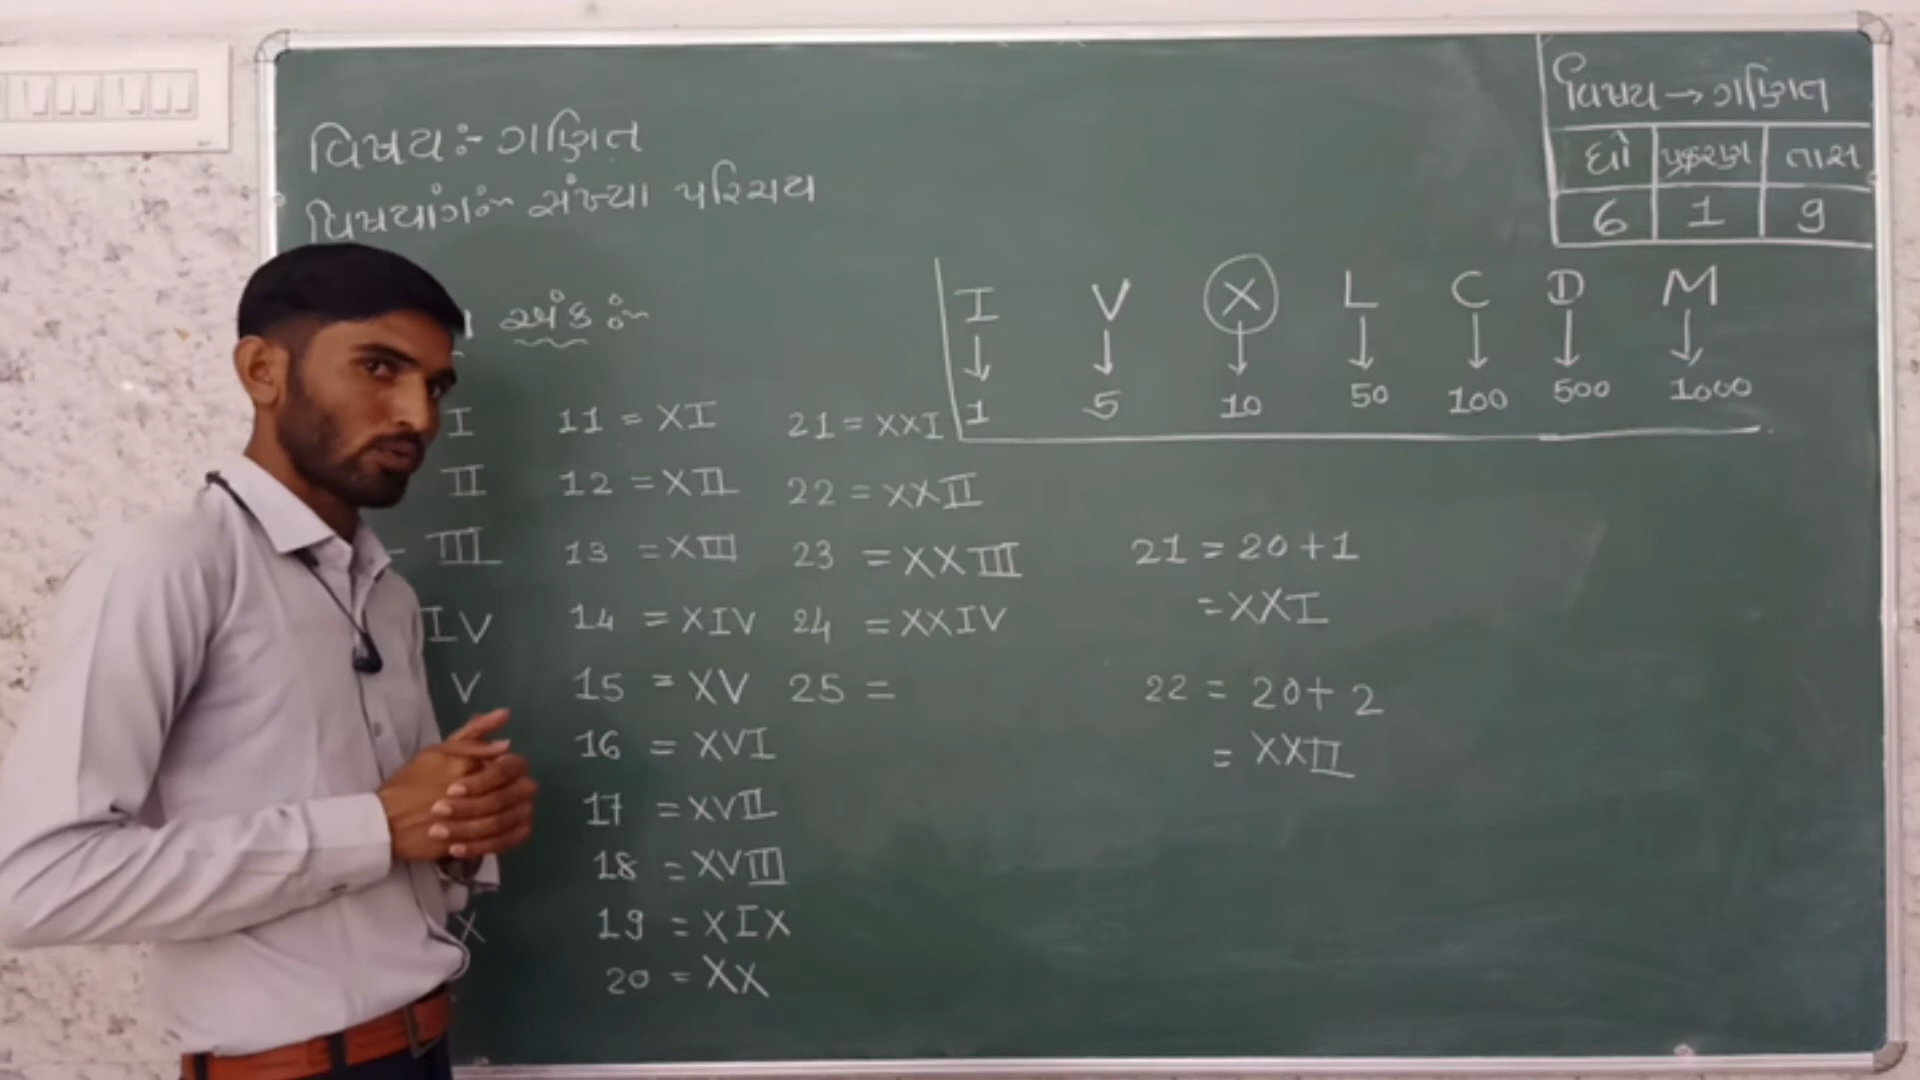 વિષય:- ગણિત
વિષયાંગ:- સંખ્યા પરિચય
વિષય → ગણિત
ધો પ્રકરણ તાસ
6 1 9
અંક :-
I V X L C D M
↓ ↓ ↓ ↓ ↓ ↓ ↓
1 5 10 50 100 500 1000
I 11 = XI 21 = XXI
II 12 = XII 22 = XXII
III 13 = XIII 23 = XXIII
IV 14 = XIV 24 = XXIV
V 15 = XV 25 =
16 = XVI
17 = XVII
18 = XVIII
X 19 = XIX
20 = XX
21 = 20 + 1
= XXI
22 = 20 + 2
= XXII